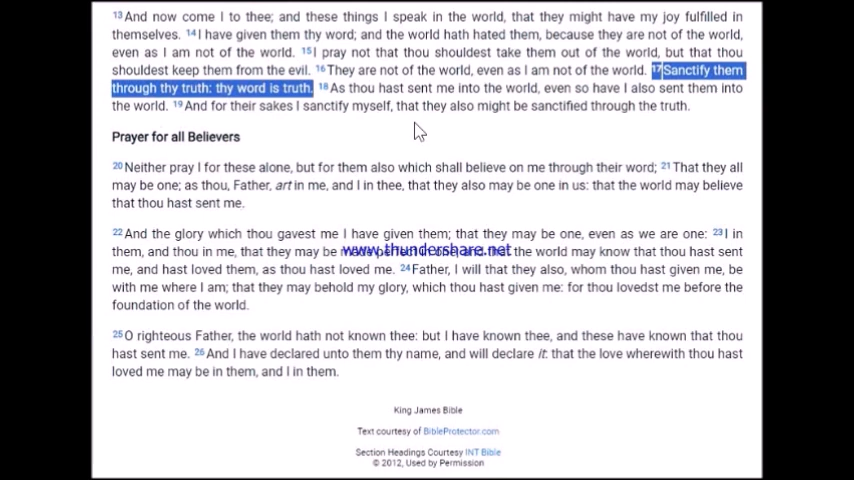 13 And now come I to thee; and these things I speak in the world, that they might have my joy fulfilled in
themselves. 14 I have given them thy word; and the world hath hated them, because they are not of the world,
even as I am not of the world. 15 I pray not that thou shouldest take them out of the world, but that thou
shouldest keep them from the evil. 16 They are not of the world, even as I am not of the world. 17 Sanctify them
through thy truth: thy word is truth. 18 As thou hast sent me into the world, even so have I also sent them into
the world. 19 And for their sakes I sanctify myself, that they also might be sanctified through the truth.
Prayer for all Believers
20 Neither pray I for these alone, but for them also which shall believe on me through their word; 21 That they all
may be one; as thou, Father, art in me, and I in thee, that they also may be one in us: that the world may believe
that thou hast sent me.
22 And the glory which thou gavest me I have given them; that they may be one, even as we are one: 23 I in
them, and thou in me, that they may be made perfect in one; and that the world may know that thou hast sent
www.thundershare.net
me, and hast loved them, as thou hast loved me. 24 Father, I will that they also, whom thou hast given me, be
with me where I am; that they may behold my glory, which thou hast given me: for thou lovedst me before the
foundation of the world.
25 O righteous Father, the world hath not known thee: but I have known thee, and these have known that thou
hast sent me. 26 And I have declared unto them thy name, and will declare it: that the love wherewith thou hast
loved me may be in them, and I in them.
King James Bible
Text courtesy of BibleProtector.com
Section Headings Courtesy INT Bible
© 2012, Used by Permission